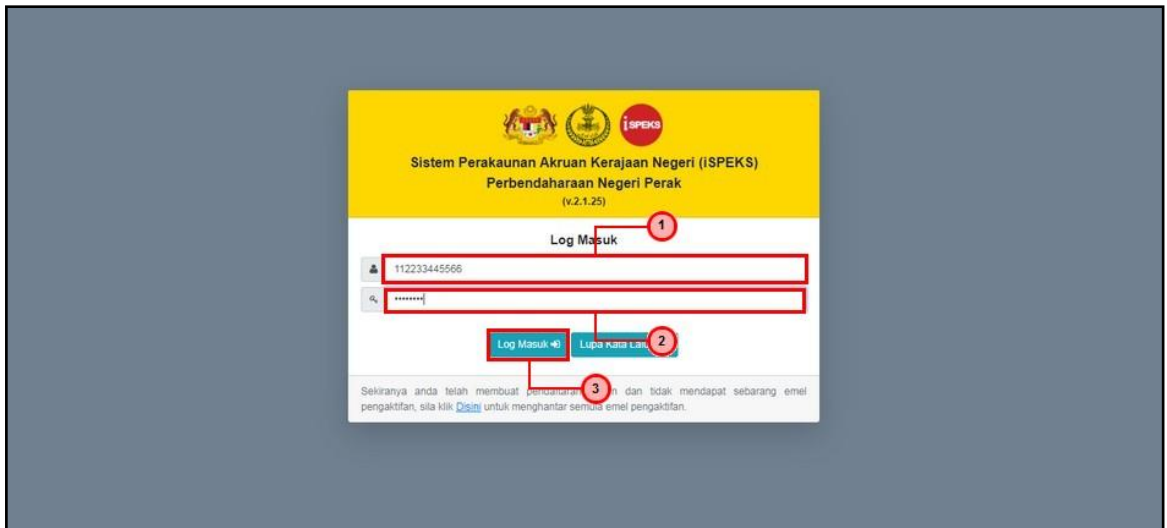 iSPEKS
Sistem Perakaunan Akruan Kerajaan Negeri (iSPEKS)
Perbendaharaan Negeri Perak
(v.2.1.25)
1
Log Masuk
112233445566
••••••••
Log Masuk
Lupa Kata
2
3
Sekiranya anda telah membuat dan tidak mendapat sebarang emel
pengaktifan, sila klik Disini untuk menghantar semula emel pengaktifan.